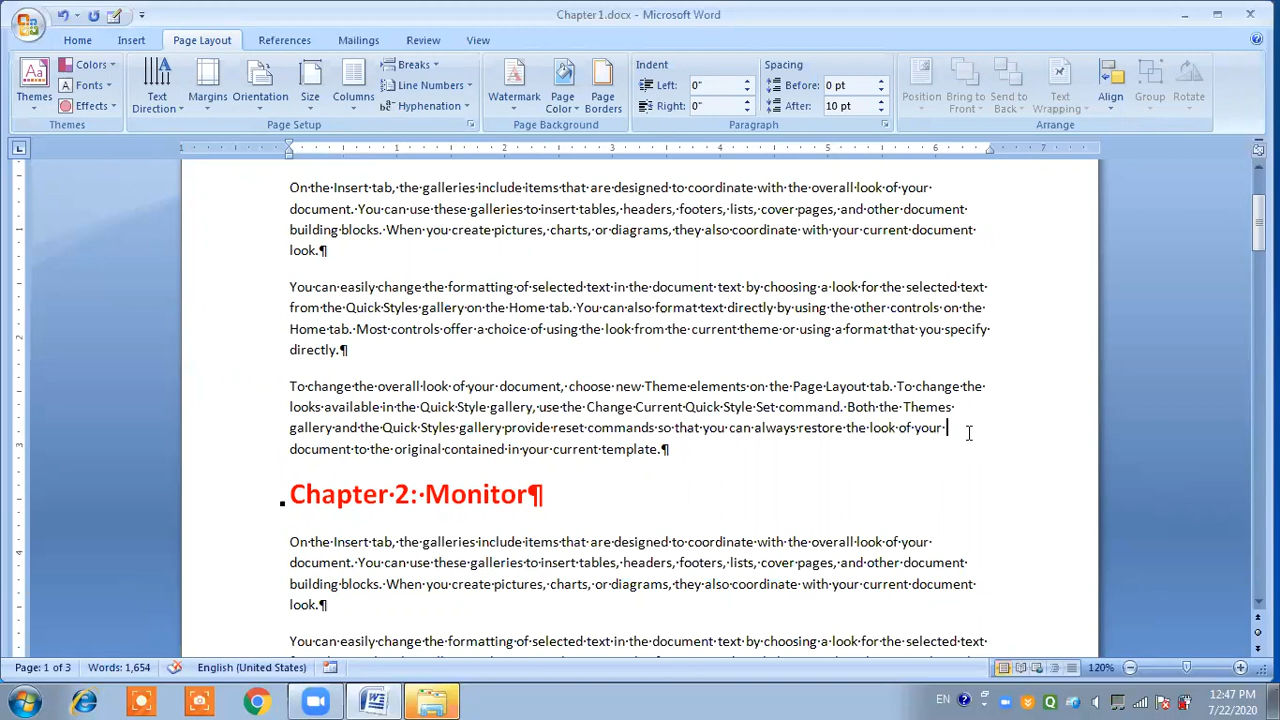 Chapter1.docx - Microsoft Word
Home Insert Page Layout References Mailings Review View
Themes
Colors
Fonts
Effects
Themes
Text Direction
Margins
Orientation
Size
Columns
Breaks
Line Numbers
Hyphenation
Page Setup
Watermark
Page Color
Page Borders
Page Background
Indent
Left: 0"
Right: 0"
Spacing
Before: 0 pt
After: 10 pt
Paragraph
Position
Bring to Front
Send to Back
Text Wrapping
Align
Group
Rotate
Arrange
1 1 2 3 4 5 6 7
On·the·Insert·tab,·the·galleries·include·items·that·are·designed·to·coordinate·with·the·overall·look·of·your·
document.·You·can·use·these·galleries·to·insert·tables,·headers,·footers,·lists,·cover·pages,·and·other·document·
building·blocks.·When·you·create·pictures,·charts,·or·diagrams,·they·also·coordinate·with·your·current·document·
look.¶
You·can·easily·change·the·formatting·of·selected·text·in·the·document·text·by·choosing·a·look·for·the·selected·text·
from·the·Quick·Styles·gallery·on·the·Home·tab.·You·can·also·format·text·directly·by·using·the·other·controls·on·the·
Home·tab.·Most·controls·offer·a·choice·of·using·the·look·from·the·current·theme·or·using·a·format·that·you·specify·
directly.¶
To·change·the·overall·look·of·your·document,·choose·new·Theme·elements·on·the·Page·Layout·tab.·To·change·the·
looks·available·in·the·Quick·Style·gallery,·use·the·Change·Current·Quick·Style·Set·command.·Both·the·Themes·
gallery·and·the·Quick·Styles·gallery·provide·reset·commands·so·that·you·can·always·restore·the·look·of·your·
document·to·the·original·contained·in·your·current·template.¶
Chapter·2:·Monitor¶
On·the·Insert·tab,·the·galleries·include·items·that·are·designed·to·coordinate·with·the·overall·look·of·your·
document.·You·can·use·these·galleries·to·insert·tables,·headers,·footers,·lists,·cover·pages,·and·other·document·
building·blocks.·When·you·create·pictures,·charts,·or·diagrams,·they·also·coordinate·with·your·current·document·
look.¶
You·can·easily·change·the·formatting·of·selected·text·in·the·document·text·by·choosing·a·look·for·the·selected·text·
Page: 1 of 3 Words: 1,654 English (United States) 120%
EN 12:47 PM
7/22/2020